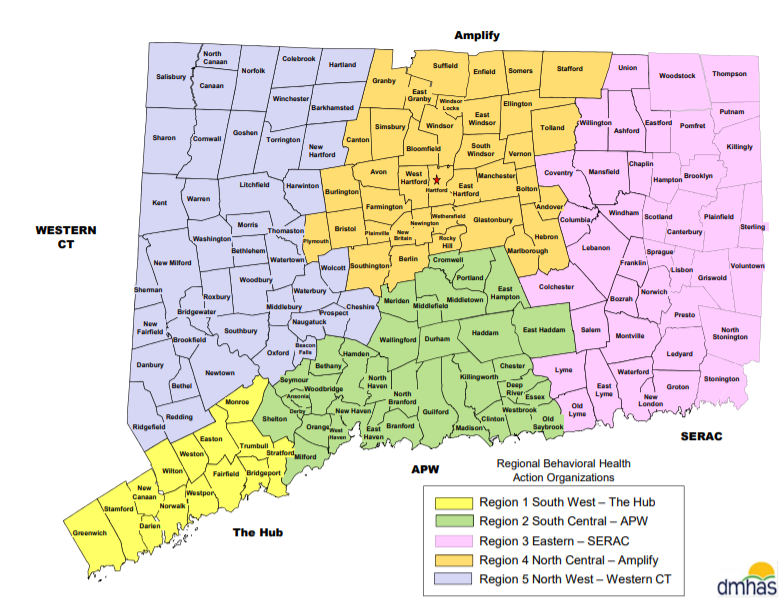 Amplify
WESTERN
CT
SERAC
APW
The Hub
Salisbury
North
Canaan
Canaan
Norfolk
Colebrook
Hartland
Winchester
Barkhamsted
Sharon
Cornwall
Goshen
Torrington
New
Hartford
Kent
Warren
Litchfield
Harwinton
Morris
Washington
Bethlehem
Thomaston
Watertown
New Milford
Woodbury
Wolcott
Waterbury
Sherman
Roxbury
Bridgewater
Middlebury
Prospect
Cheshire
Naugatuck
New
Fairfield
Brookfield
Southbury
Oxford
Beacon
Falls
Danbury
Bethel
Newtown
Redding
Ridgefield
Granby
Suffield
Enfield
Somers
Stafford
East
Granby
Windsor
Locks
Ellington
East
Windsor
Simsbury
Windsor
Tolland
Canton
Bloomfield
South
Windsor
Vernon
Avon
West
Hartford
Hartford
East
Hartford
Manchester
Bolton
Burlington
Farmington
Andover
Wethersfield
Newington
Glastonbury
Bristol
Plainville
New
Britain
Rocky
Hill
Hebron
Plymouth
Marlborough
Southington
Berlin
Union
Woodstock
Thompson
Putnam
Willington
Ashford
Eastford
Pomfret
Killingly
Coventry
Mansfield
Chaplin
Hampton
Brooklyn
Columbia
Windham
Scotland
Canterbury
Plainfield
Sterling
Lebanon
Sprague
Franklin
Lisbon
Griswold
Voluntown
Colchester
Bozrah
Norwich
Preston
Salem
Montville
North
Stonington
Ledyard
Lyme
Waterford
East
Lyme
Groton
Stonington
New
London
Old
Lyme
Cromwell
Portland
Meriden
Middlefield
Middletown
East
Hampton
Wallingford
Durham
Haddam
East Haddam
Hamden
Bethany
Seymour
Woodbridge
North
Haven
Killingworth
Chester
Deep
River
Essex
Ansonia
Derby
Shelton
New Haven
North
Branford
Guilford
Westbrook
Orange
West
Haven
East
Haven
Branford
Madison
Clinton
Old
Saybrook
Milford
Monroe
Easton
Trumbull
Stratford
Weston
Wilton
Fairfield
Bridgeport
New
Canaan
Westport
Norwalk
Stamford
Darien
Greenwich
Regional Behavioral Health
Action Organizations
Region 1 South West – The Hub
Region 2 South Central – APW
Region 3 Eastern – SERAC
Region 4 North Central – Amplify
Region 5 North West – Western CT
dmhas